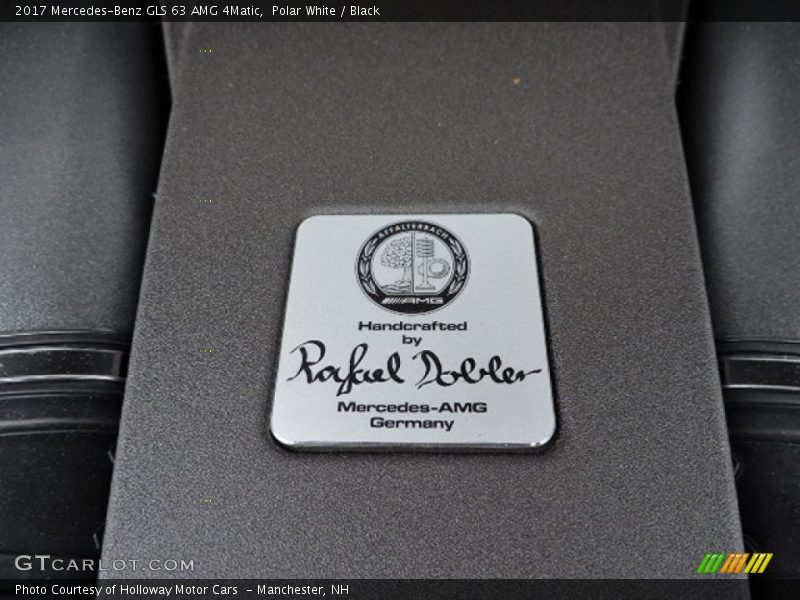 2017 Mercedes-Benz GLS 63 AMG 4Matic, Polar White / Black
AFFALTERBACH
AMG
Handcrafted
by
Rafael Dobler
Mercedes-AMG
Germany
GTCARLOT.COM
Photo Courtesy of Holloway Motor Cars - Manchester, NH